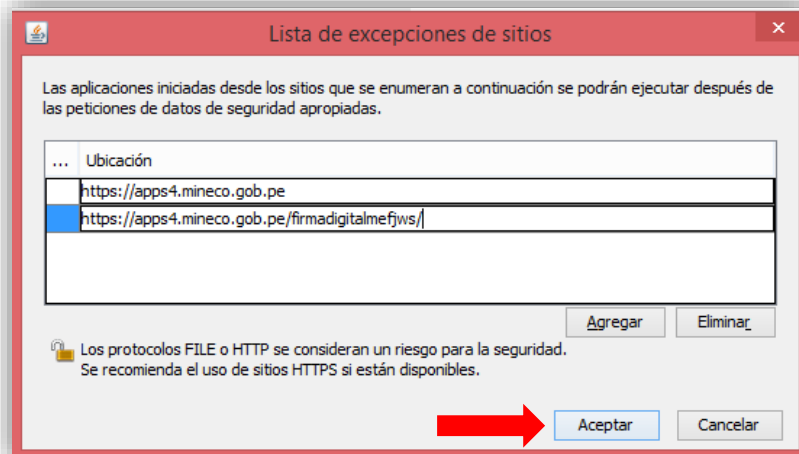 Lista de excepciones de sitios
Las aplicaciones iniciadas desde los sitios que se enumeran a continuación se podrán ejecutar después de
las peticiones de datos de seguridad apropiadas.
... Ubicación
https://apps4.mineco.gob.pe
https://apps4.mineco.gob.pe/firmadigitalmefjws/
Agregar Eliminar
Los protocolos FILE o HTTP se consideran un riesgo para la seguridad.
Se recomienda el uso de sitios HTTPS si están disponibles.
Aceptar Cancelar